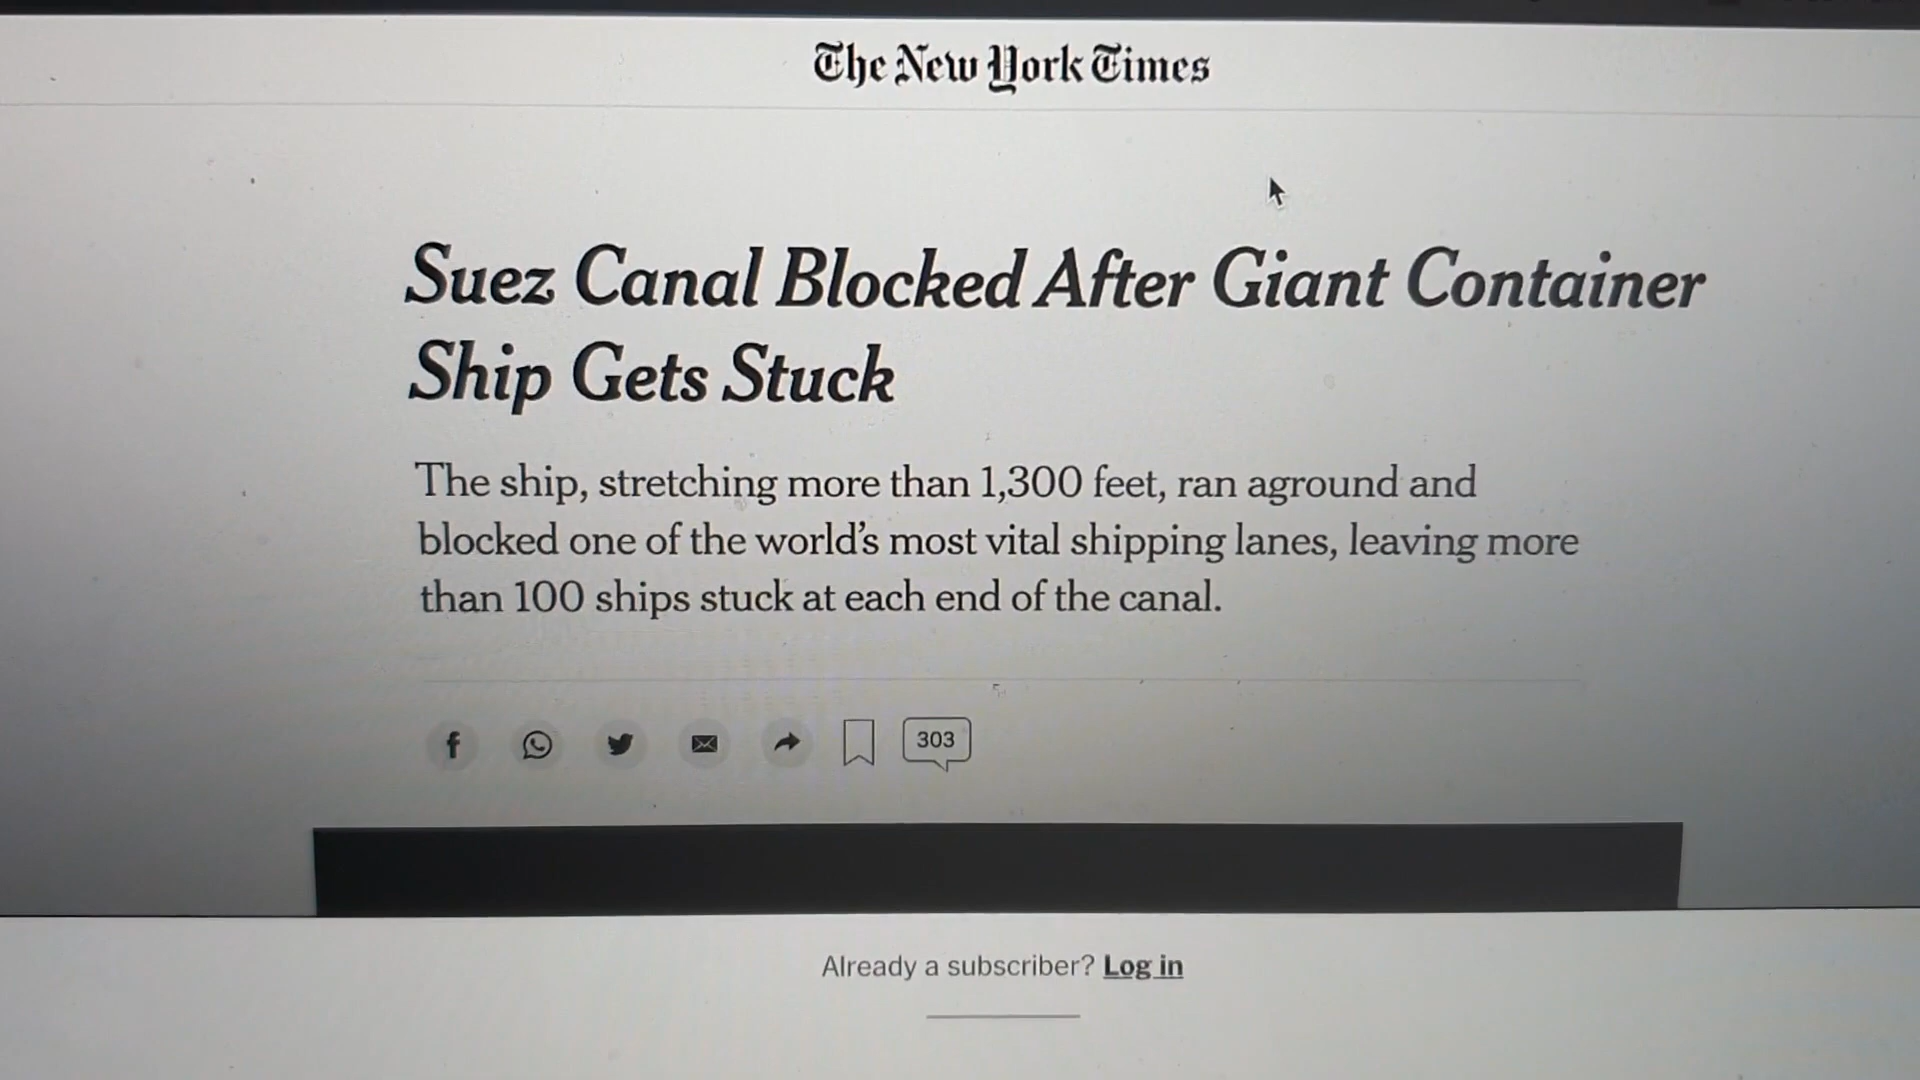 The New York Times
Suez Canal Blocked After Giant Container
Ship Gets Stuck
The ship, stretching more than 1,300 feet, ran aground and
blocked one of the world's most vital shipping lanes, leaving more
than 100 ships stuck at each end of the canal.
303
Already a subscriber? Log in